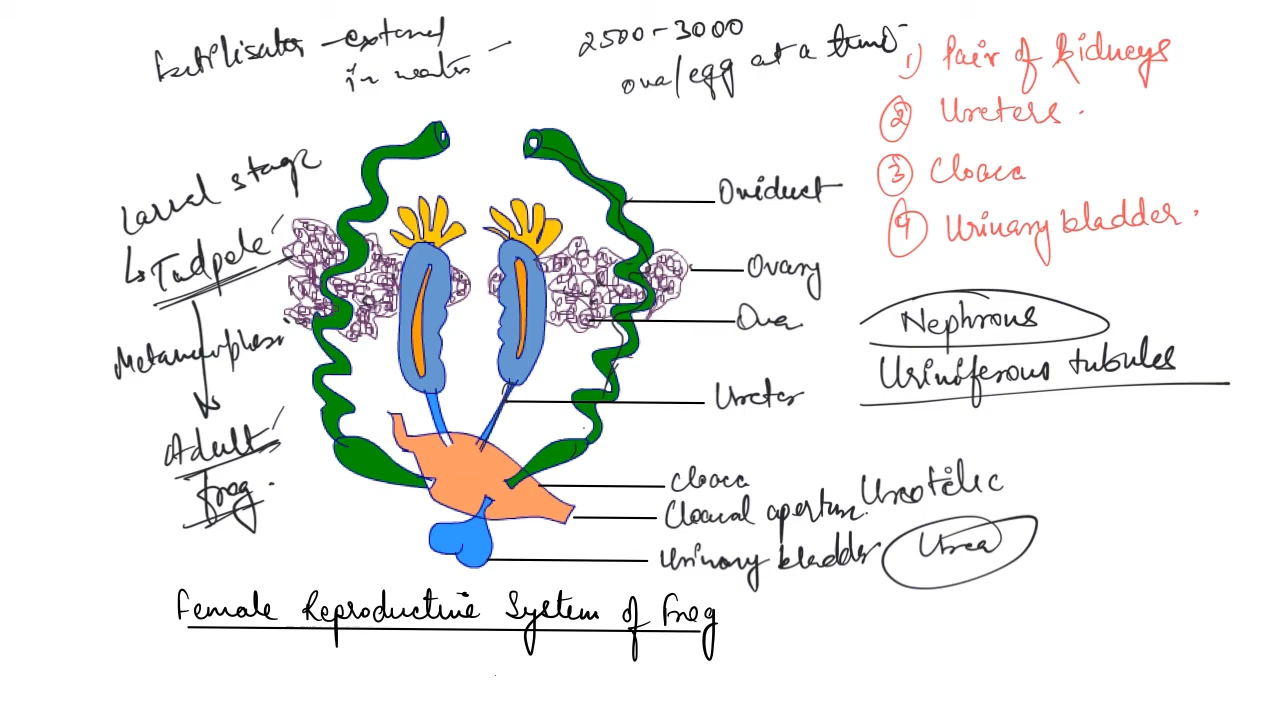 fertilisation - external
in water
2500-3000
ova/egg at a time
1) Pair of kidneys
② Ureters.
③ Cloaca
④ Urinary bladder.
Larval stage
↳ Tadpole
Metamorphosis
Adult
frog.
Oviduct
Ovary
Ova
Ureter
Cloaca
Cloacal aperture
Urinary bladder
Nephrons
Uriniferous tubules
Ureotelic
Urea
Female Reproductive System of Frog